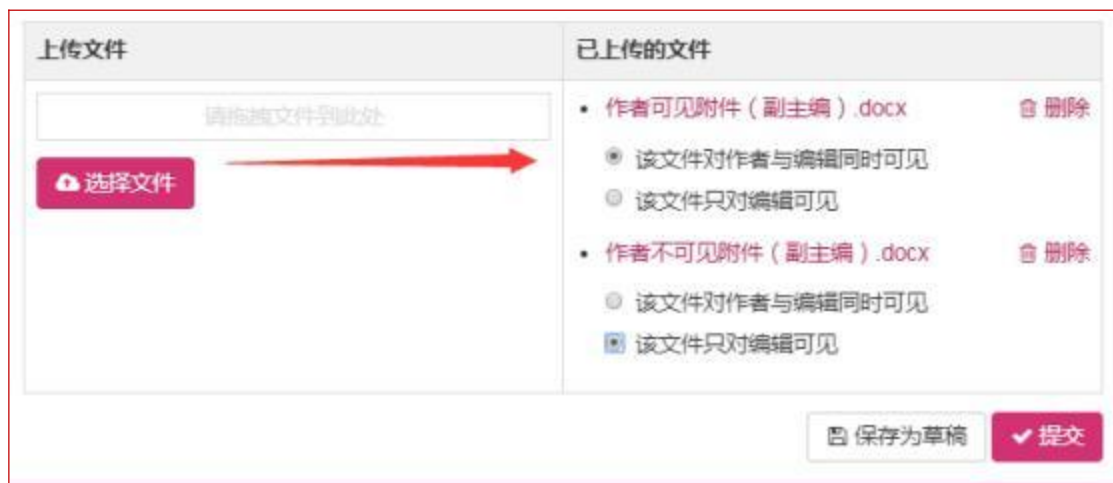 上传文件
已上传的文件
请拖拽文件到此处
选择文件
作者可见附件（副主编）.docx
删除
该文件对作者与编辑同时可见
该文件只对编辑可见
作者不可见附件（副主编）.docx
删除
该文件对作者与编辑同时可见
该文件只对编辑可见
保存为草稿
提交